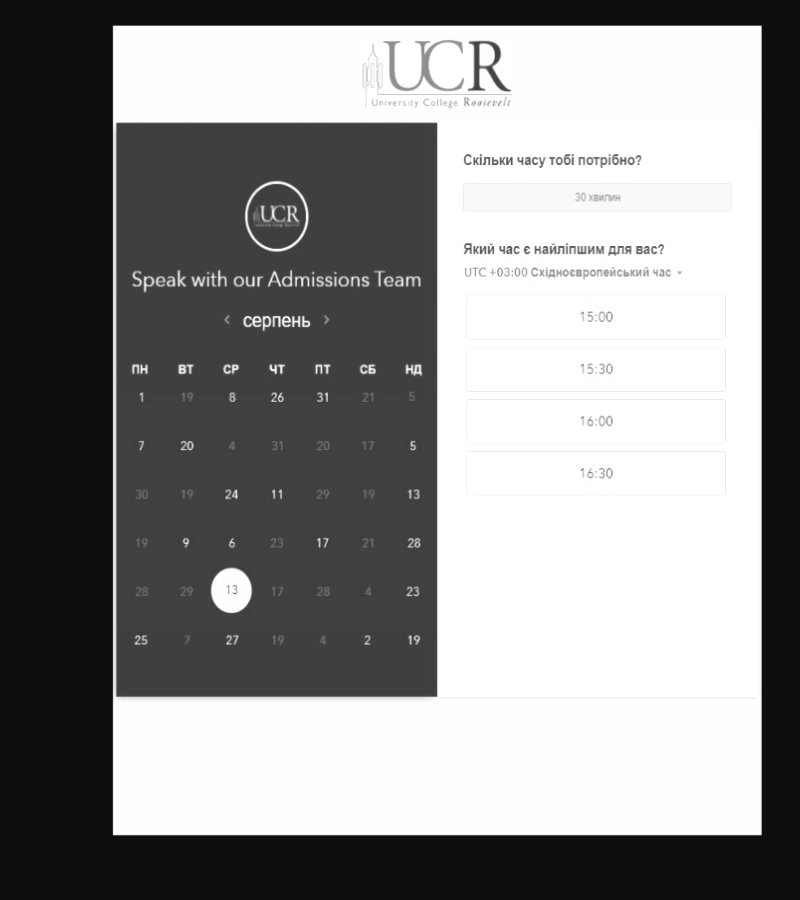 UCR
University College Roosevelt
UCR
Speak with our Admissions Team
< серпень >
ПН ВТ СР ЧТ ПТ СБ НД
1 19 8 26 31 21 5
7 20 4 31 20 17 5
30 19 24 11 29 19 13
19 9 6 23 17 21 28
28 29 13 17 28 4 23
25 7 27 19 4 2 19
Скільки часу тобі потрібно?
30 хвилин
Який час є найліпшим для вас?
UTC +03:00 Східноєвропейський час
15:00
15:30
16:00
16:30